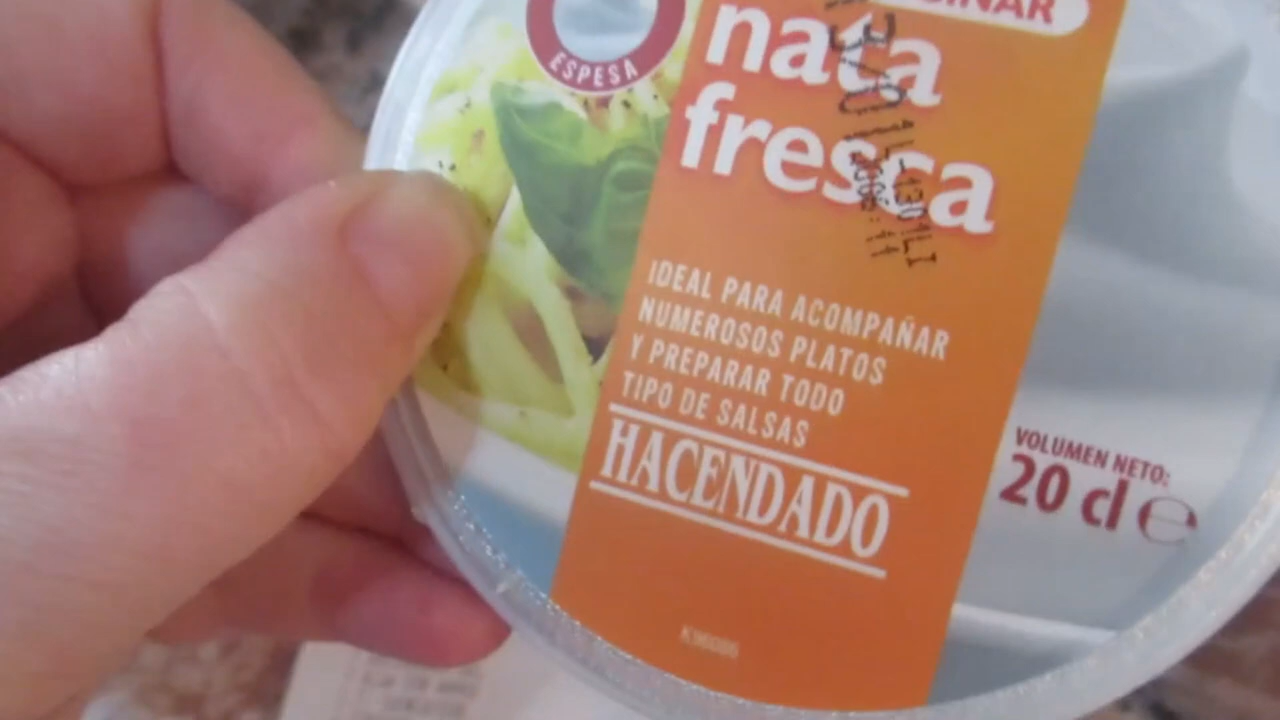 ESPESA
nata
fresca
IDEAL PARA ACOMPAÑAR
NUMEROSOS PLATOS
Y PREPARAR TODO
TIPO DE SALSAS
HACENDADO
VOLUMEN NETO:
20 cl e